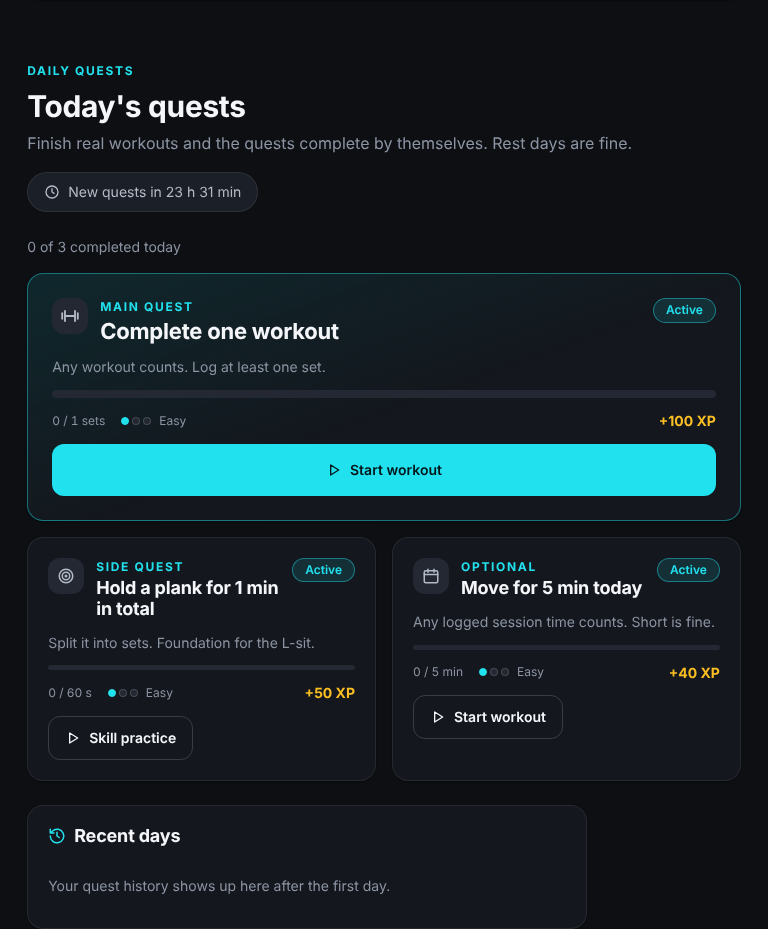 DAILY QUESTS
Today's quests
Finish real workouts and the quests complete by themselves. Rest days are fine.
New quests in 23 h 31 min
0 of 3 completed today
MAIN QUEST
Active
Complete one workout
Any workout counts. Log at least one set.
0 / 1 sets
Easy
+100 XP
Start workout
SIDE QUEST
Active
Hold a plank for 1 min
in total
Split it into sets. Foundation for the L-sit.
0 / 60 s
Easy
+50 XP
Skill practice
OPTIONAL
Active
Move for 5 min today
Any logged session time counts. Short is fine.
0 / 5 min
Easy
+40 XP
Start workout
Recent days
Your quest history shows up here after the first day.